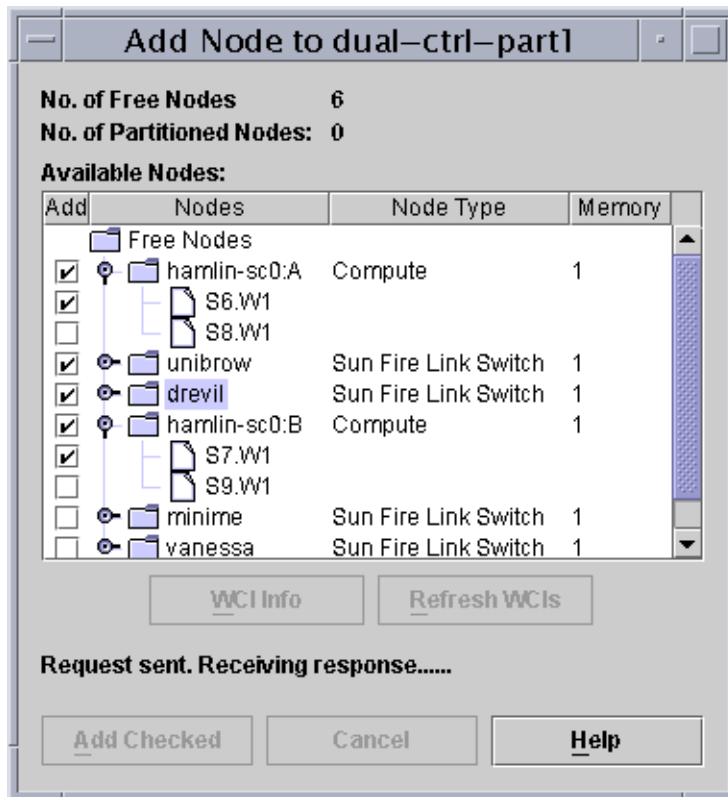 Add Node to dual-ctrl-part1
No. of Free Nodes 6
No. of Partitioned Nodes: 0
Available Nodes:
Add Nodes Node Type Memory
Free Nodes
hamlin-sc0:A Compute 1
S6.W1
S8.W1
unibrow Sun Fire Link Switch 1
drevil Sun Fire Link Switch 1
hamlin-sc0:B Compute 1
S7.W1
S9.W1
minime Sun Fire Link Switch 1
vanessa Sun Fire Link Switch 1
WCI Info Refresh WCIs
Request sent. Receiving response......
Add Checked Cancel Help